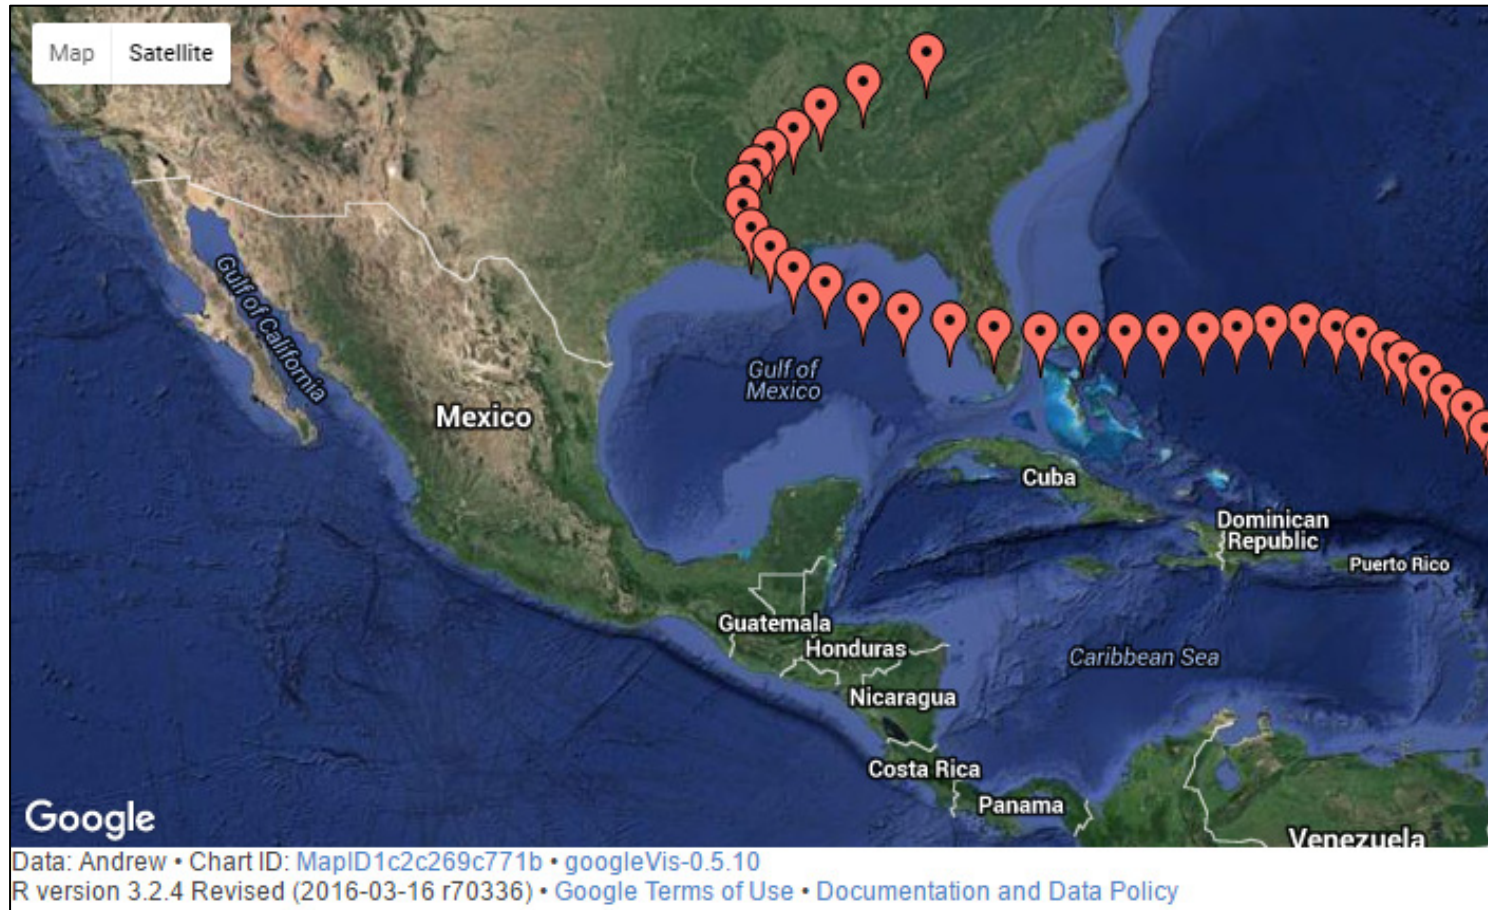 Map Satellite
Gulf of California
Gulf of
Mexico
Mexico
Cuba
Dominican
Republic
Puerto Rico
Guatemala
Honduras
Caribbean Sea
Nicaragua
Costa Rica
Panama
Google
Venezuela
Data: Andrew • Chart ID: MapID1c2c269c771b • googleVis-0.5.10
R version 3.2.4 Revised (2016-03-16 r70336) • Google Terms of Use • Documentation and Data Policy